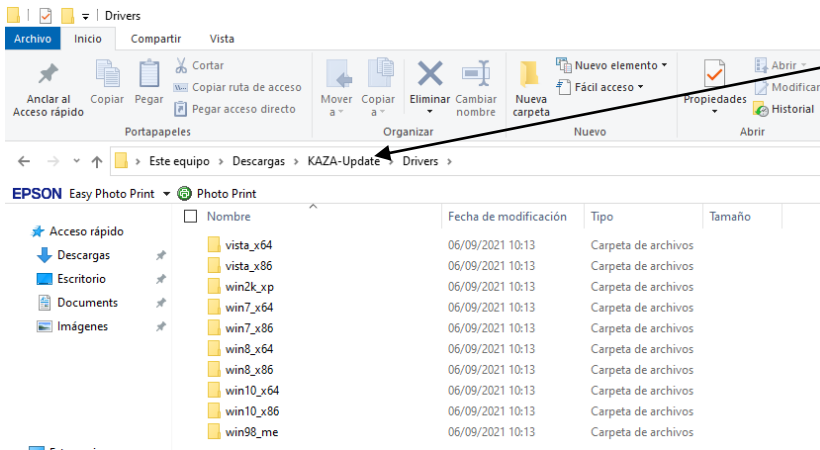 Drivers
Archivo Inicio Compartir Vista
Anclar al Acceso rápido
Copiar
Pegar
Cortar
Copiar ruta de acceso
Pegar acceso directo
Portapapeles
Mover a
Copiar a
Eliminar
Cambiar nombre
Organizar
Nueva carpeta
Nuevo elemento
Fácil acceso
Nuevo
Propiedades
Abrir
Modificar
Historial
Abrir
Este equipo > Descargas > KAZA-Update > Drivers >
EPSON Easy Photo Print Photo Print
Acceso rápido
Descargas
Escritorio
Documents
Imágenes
Nombre Fecha de modificación Tipo Tamaño
vista_x64 06/09/2021 10:13 Carpeta de archivos
vista_x86 06/09/2021 10:13 Carpeta de archivos
win2k_xp 06/09/2021 10:13 Carpeta de archivos
win7_x64 06/09/2021 10:13 Carpeta de archivos
win7_x86 06/09/2021 10:13 Carpeta de archivos
win8_x64 06/09/2021 10:13 Carpeta de archivos
win8_x86 06/09/2021 10:13 Carpeta de archivos
win10_x64 06/09/2021 10:13 Carpeta de archivos
win10_x86 06/09/2021 10:13 Carpeta de archivos
win98_me 06/09/2021 10:13 Carpeta de archivos